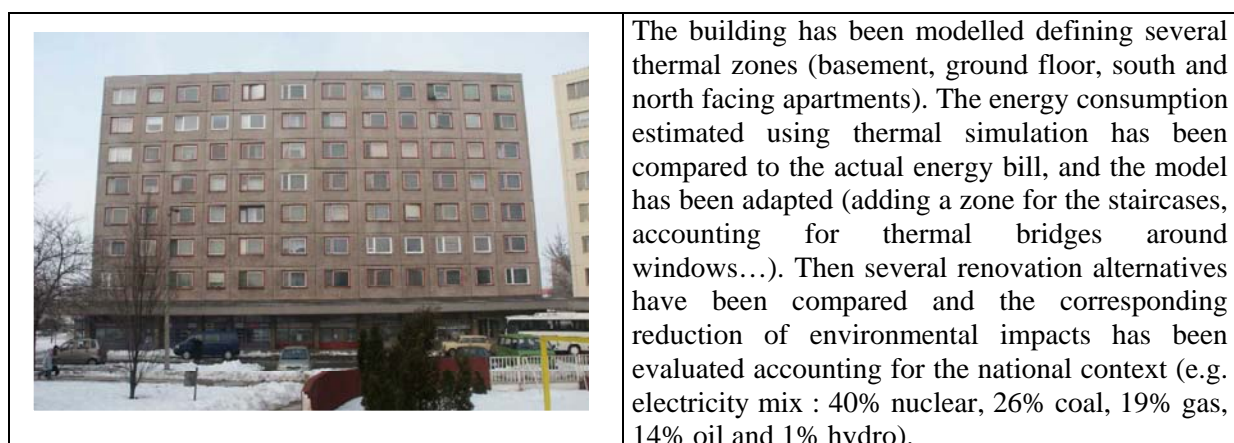 The building has been modelled defining several
thermal zones (basement, ground floor, south and
north facing apartments). The energy consumption
estimated using thermal simulation has been
compared to the actual energy bill, and the model
has been adapted (adding a zone for the staircases,
accounting for thermal bridges around
windows…). Then several renovation alternatives
have been compared and the corresponding
reduction of environmental impacts has been
evaluated accounting for the national context (e.g.
electricity mix : 40% nuclear, 26% coal, 19% gas,
14% oil and 1% hydro).